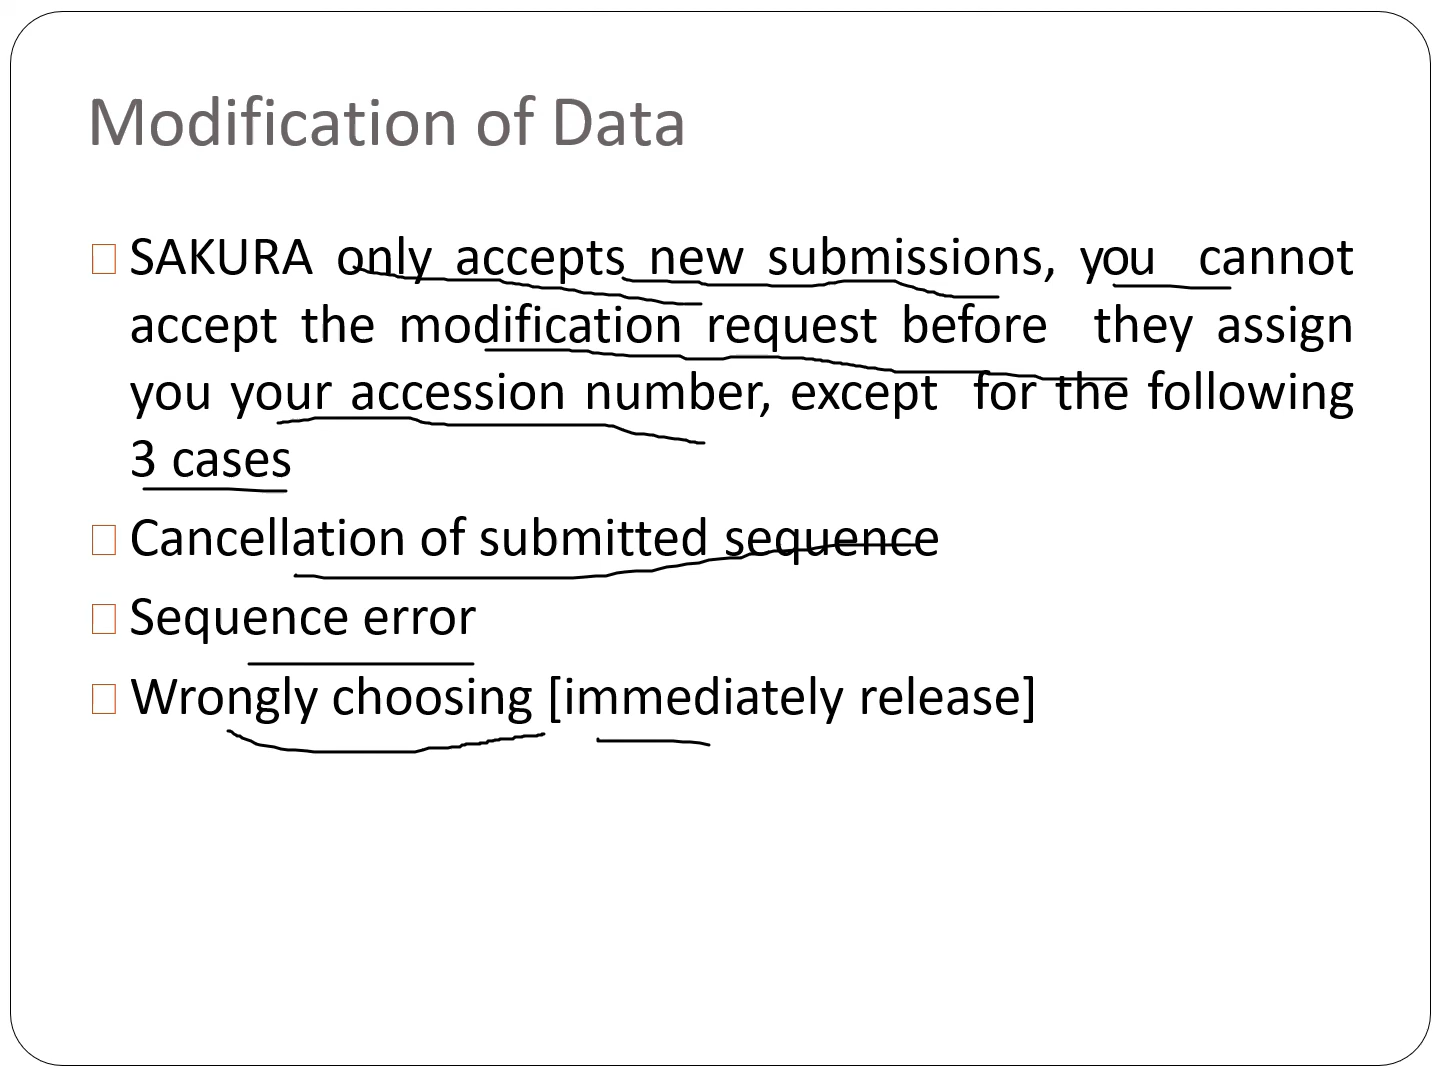 Modification of Data
SAKURA only accepts new submissions, you cannot
accept the modification request before they assign
you your accession number, except for the following
3 cases
Cancellation of submitted sequence
Sequence error
Wrongly choosing [immediately release]